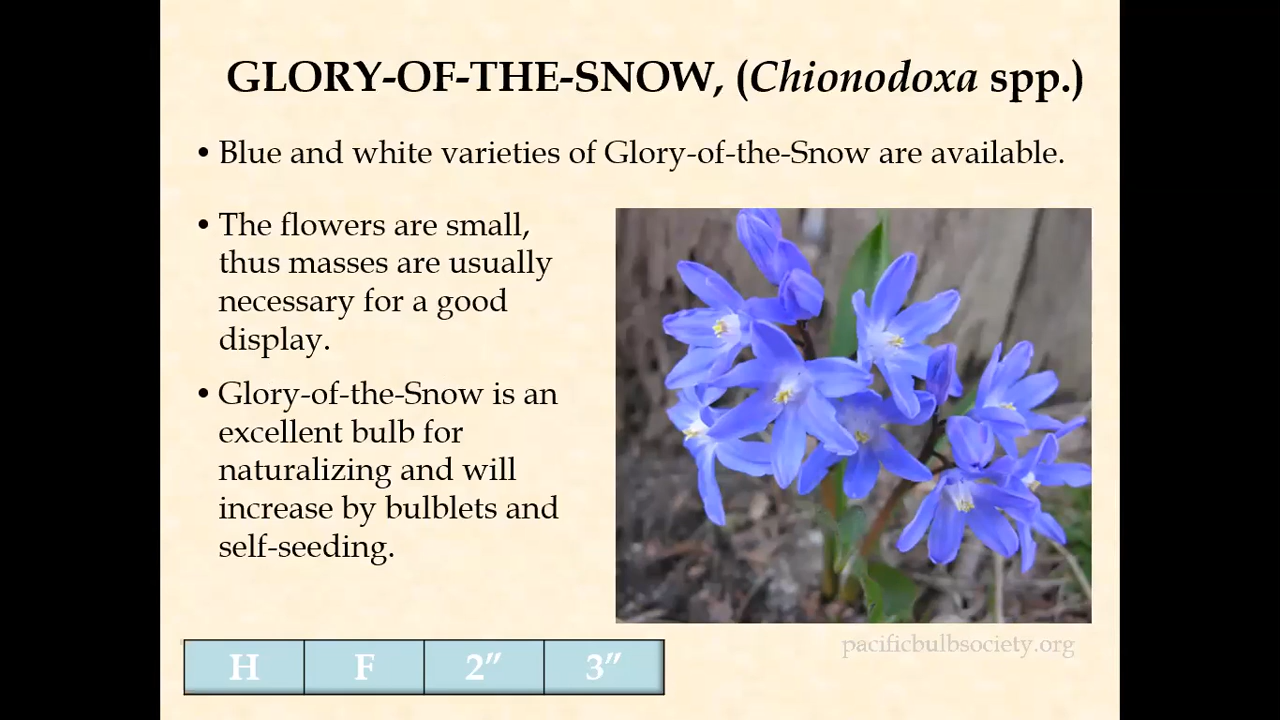 GLORY-OF-THE-SNOW, (Chionodoxa spp.)
• Blue and white varieties of Glory-of-the-Snow are available.
• The flowers are small,
thus masses are usually
necessary for a good
display.
• Glory-of-the-Snow is an
excellent bulb for
naturalizing and will
increase by bulblets and
self-seeding.
pacificbulbsociety.org
H F 2″ 3″